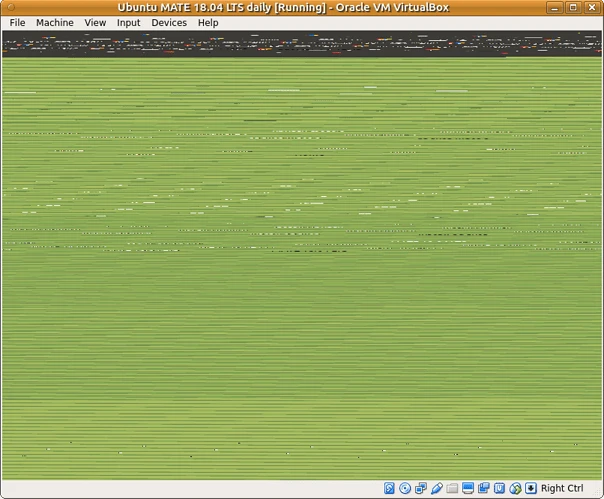 Ubuntu MATE 18.04 LTS daily [Running] - Oracle VM VirtualBox
File Machine View Input Devices Help
Right Ctrl